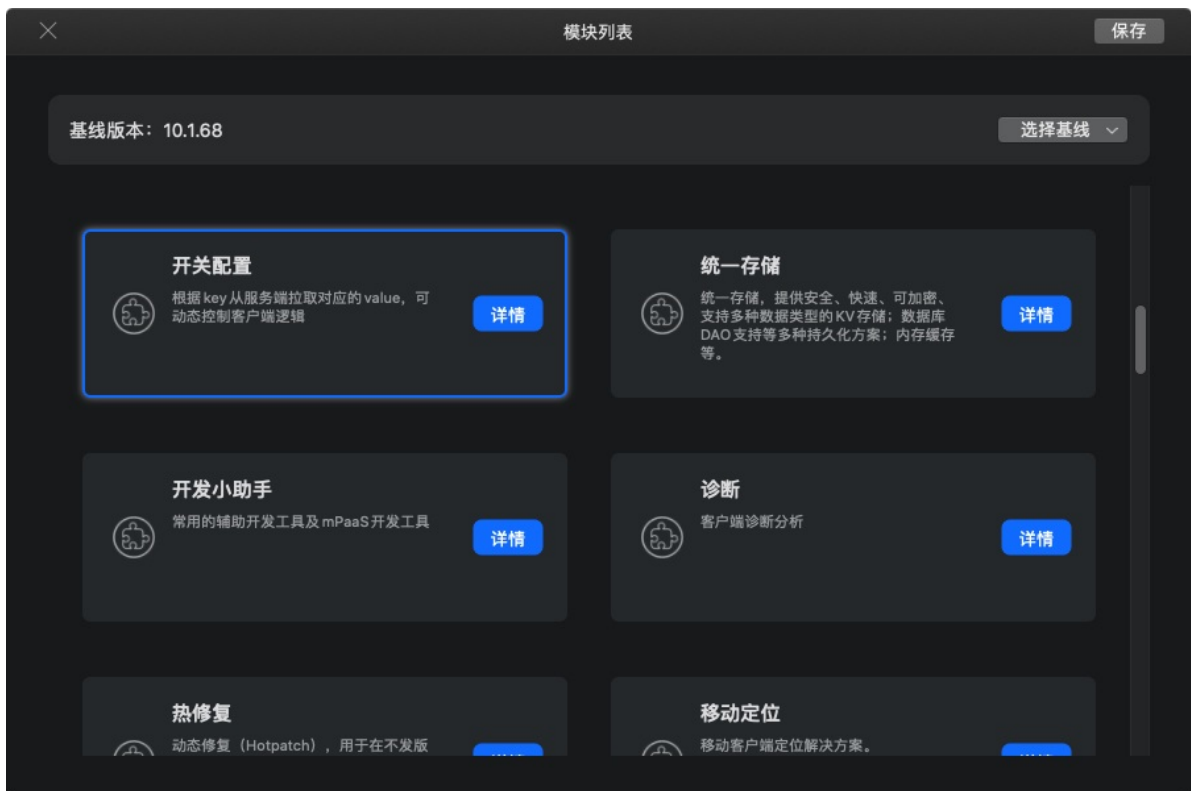 模块列表
保存
基线版本：10.1.68
选择基线
开关配置
根据 key 从服务端拉取对应的 value，可
动态控制客户端逻辑
详情
统一存储
统一存储，提供安全、快速、可加密、
支持多种数据类型的 KV 存储；数据库
DAO 支持等多种持久化方案；内存缓存
等。
详情
开发小助手
常用的辅助开发工具及 mPaaS 开发工具
详情
诊断
客户端诊断分析
详情
热修复
动态修复（Hotpatch），用于在不发版
移动定位
移动客户端定位解决方案。